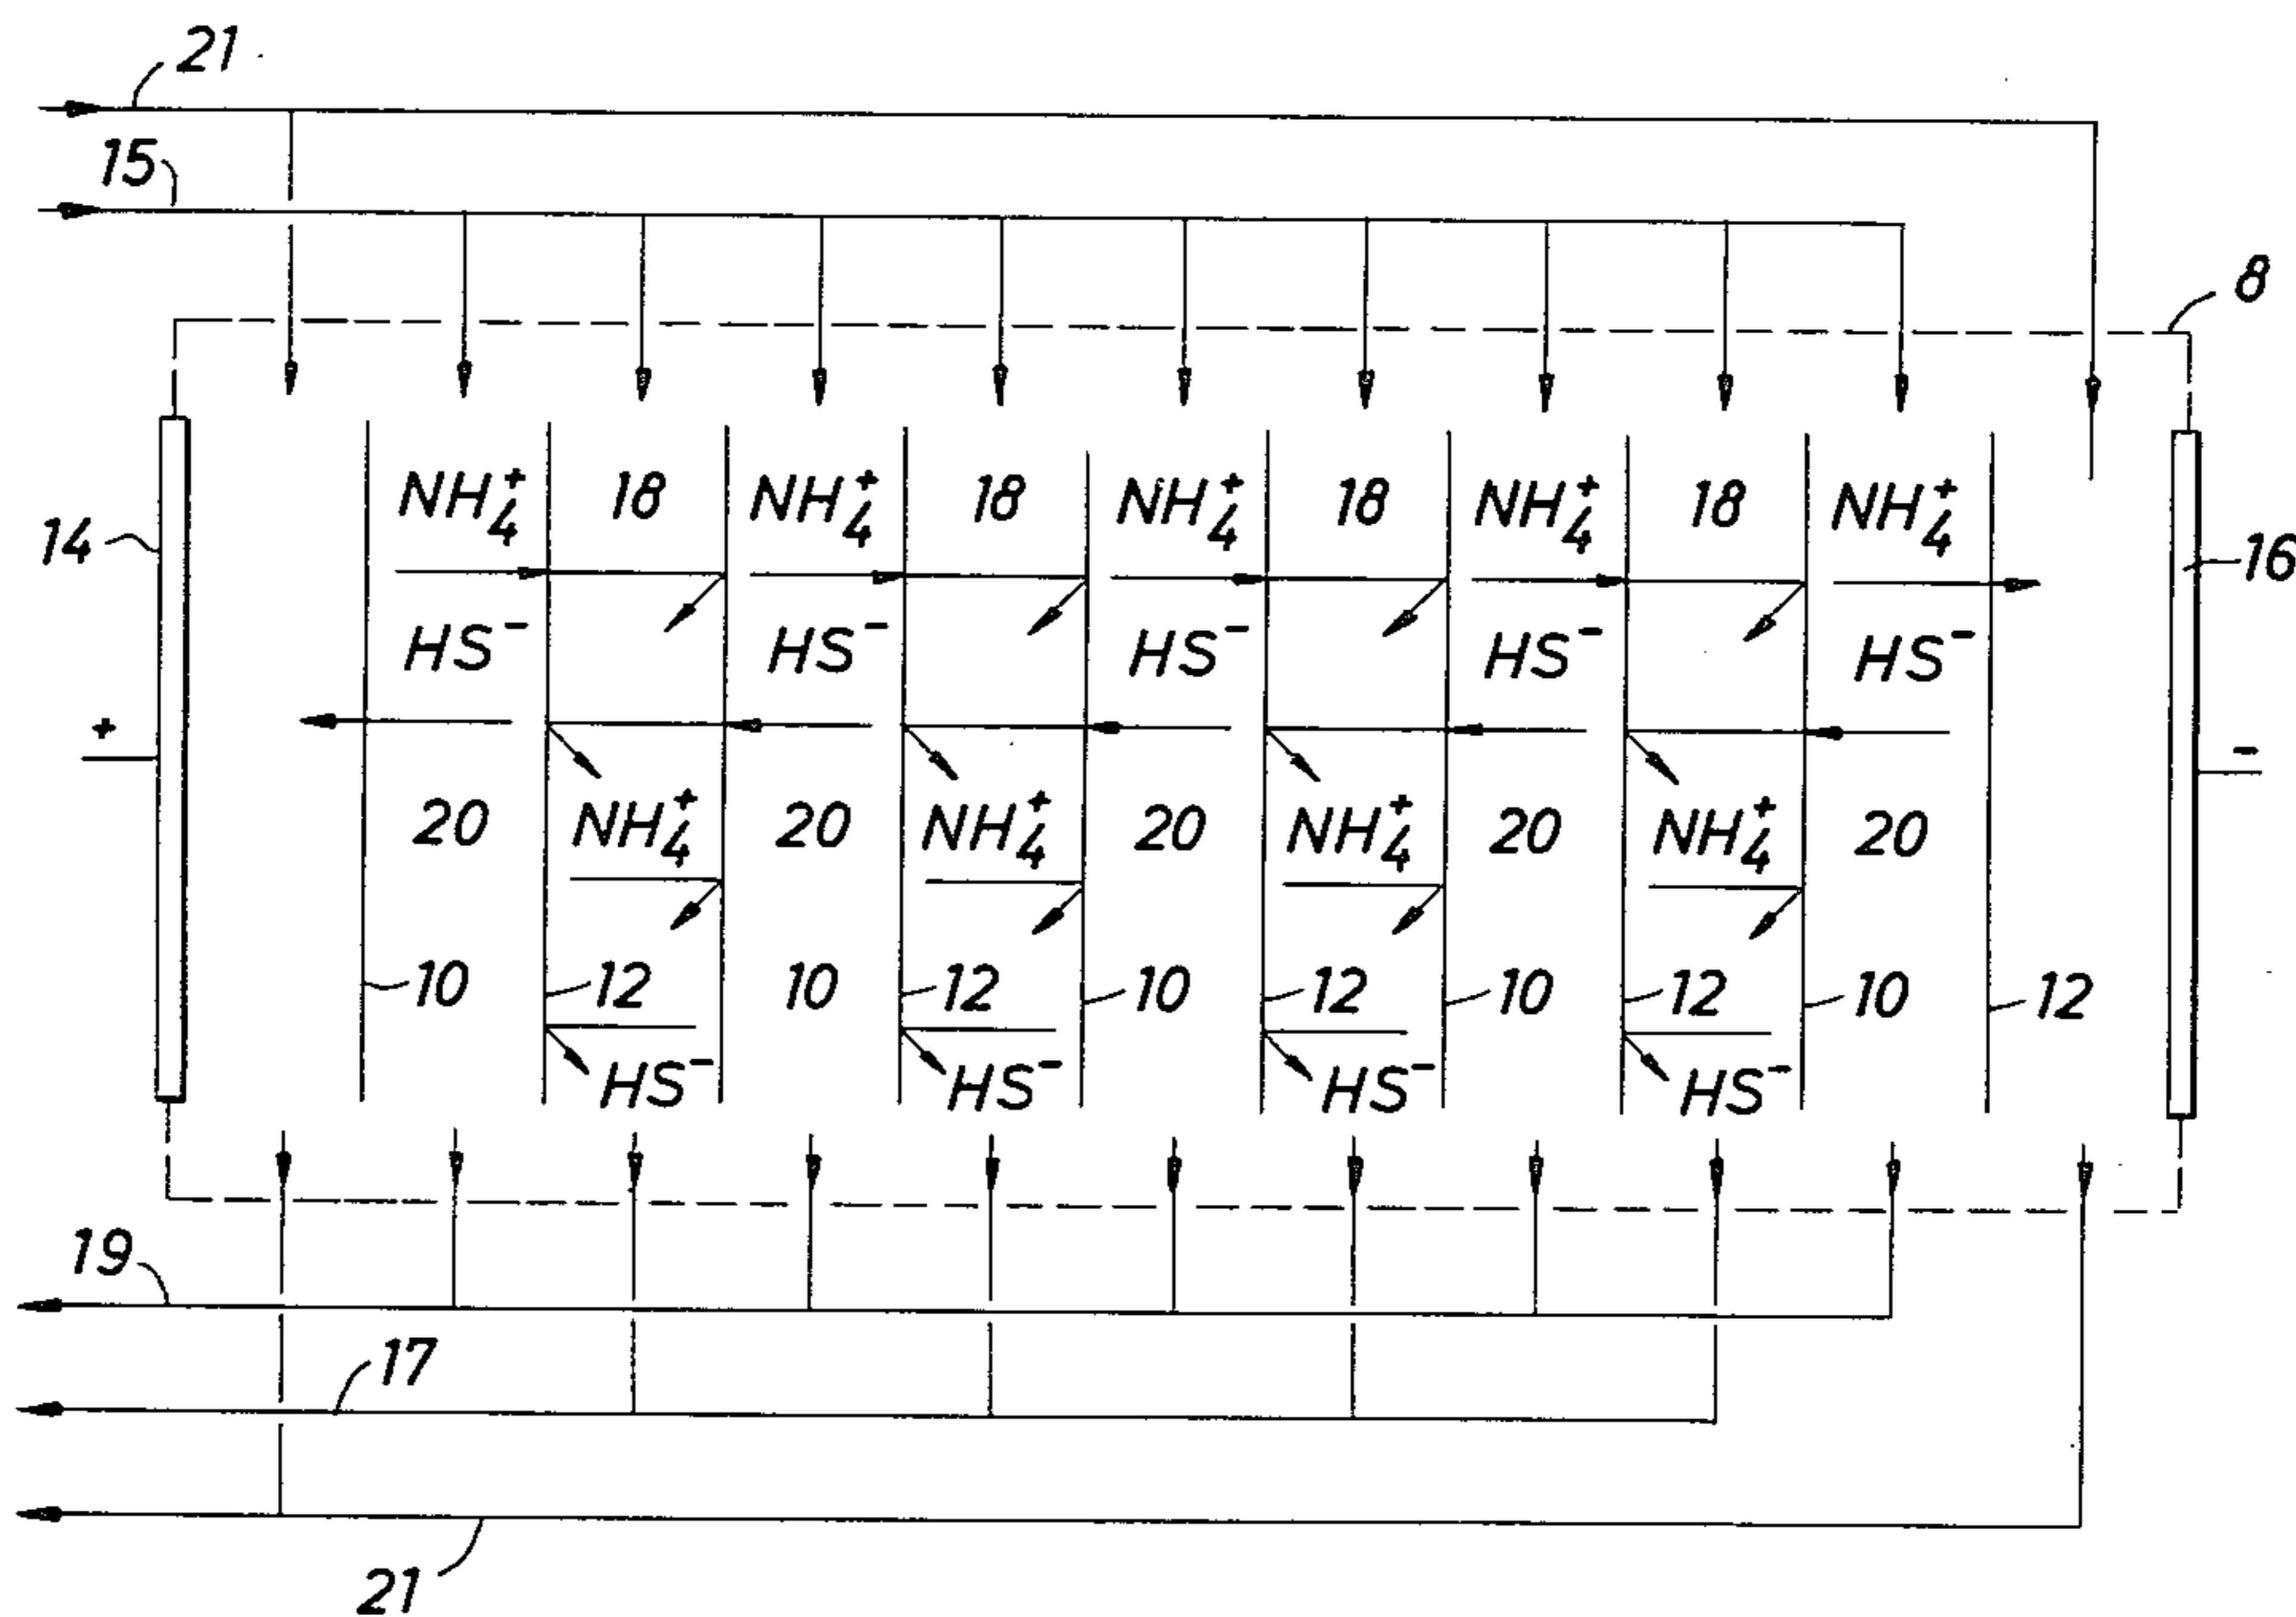 21
15
8
NH₄⁺ 18 NH₄⁺ 18 NH₄⁺ 18 NH₄⁺ 18 NH₄⁺
14 16
HS⁻ HS⁻ HS⁻ HS⁻ HS⁻
+ -
20 NH₄⁺ 20 NH₄⁺ 20 NH₄⁺ 20 NH₄⁺ 20
10 12 10 12 10 12 10 12 10 12
HS⁻ HS⁻ HS⁻ HS⁻
19
17
21